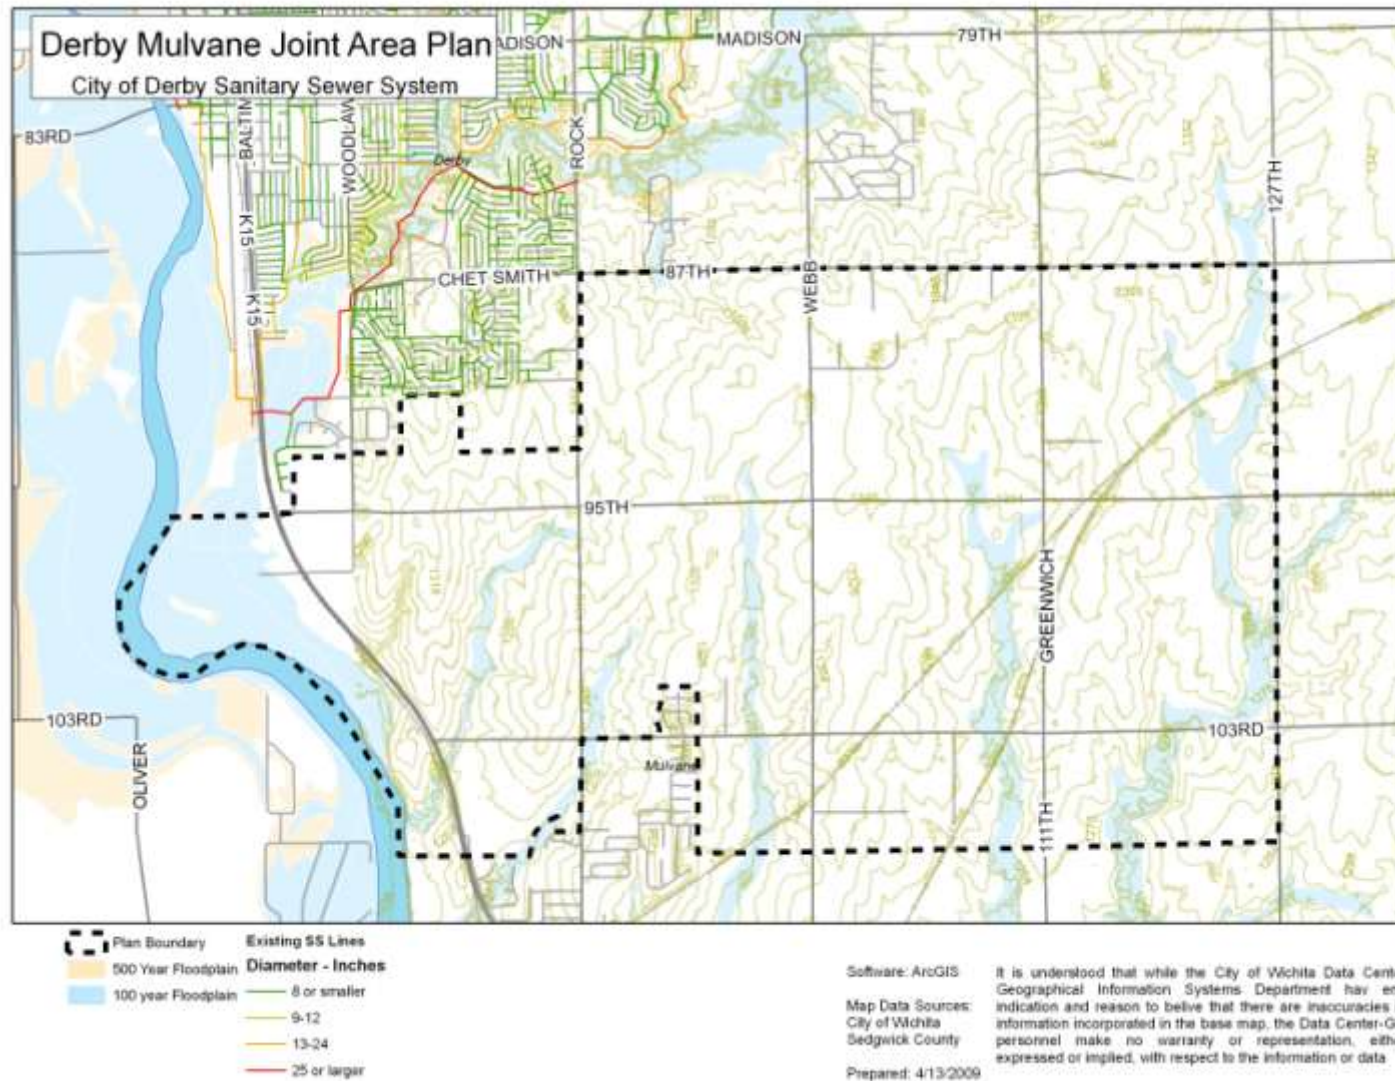 Derby Mulvane Joint Area Plan
City of Derby Sanitary Sewer System
ADISON
MADISON
79TH
83RD
BALTIN
WOODLAW
Derby
ROCK
127TH
K15
CHET SMITH
87TH
WEBB
K15
95TH
GREENWICH
103RD
OLIVER
103RD
Mulvane
111TH
Plan Boundary
500 Year Floodplain
100 year Floodplain
Existing SS Lines
Diameter - Inches
8 or smaller
9-12
13-24
25 or larger
Software: ArcGIS
Map Data Sources:
City of Wichita
Sedgwick County
Prepared: 4/13/2009
It is understood that while the City of Wichita Data Cent
Geographical Information Systems Department hav en
indication and reason to belive that there are inaccuracies
information incorporated in the base map, the Data Center-G
personnel make no warranty or representation, eith
expressed or implied, with respect to the information or data